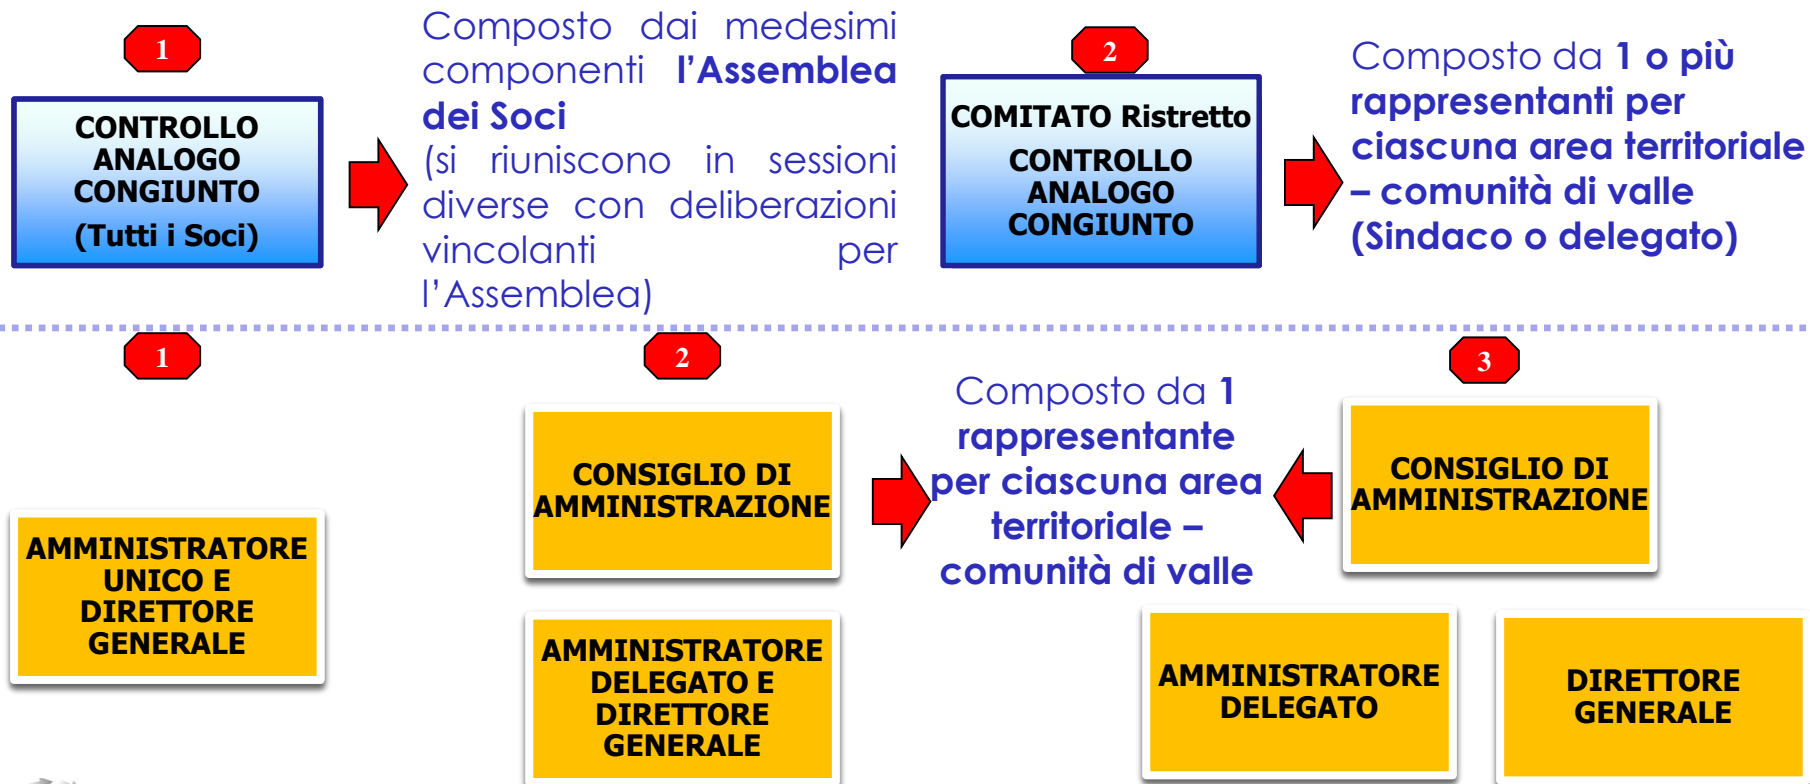 1
CONTROLLO
ANALOGO
CONGIUNTO
(Tutti i Soci)
Composto dai medesimi
componenti l’Assemblea
dei Soci
(si riuniscono in sessioni
diverse con deliberazioni
vincolanti per
l’Assemblea)
2
COMITATO Ristretto
CONTROLLO
ANALOGO
CONGIUNTO
Composto da 1 o più
rappresentanti per
ciascuna area territoriale
– comunità di valle
(Sindaco o delegato)
1
AMMINISTRATORE
UNICO E
DIRETTORE
GENERALE
2
CONSIGLIO DI
AMMINISTRAZIONE
AMMINISTRATORE
DELEGATO E
DIRETTORE
GENERALE
Composto da 1
rappresentante
per ciascuna area
territoriale –
comunità di valle
3
CONSIGLIO DI
AMMINISTRAZIONE
AMMINISTRATORE
DELEGATO
DIRETTORE
GENERALE